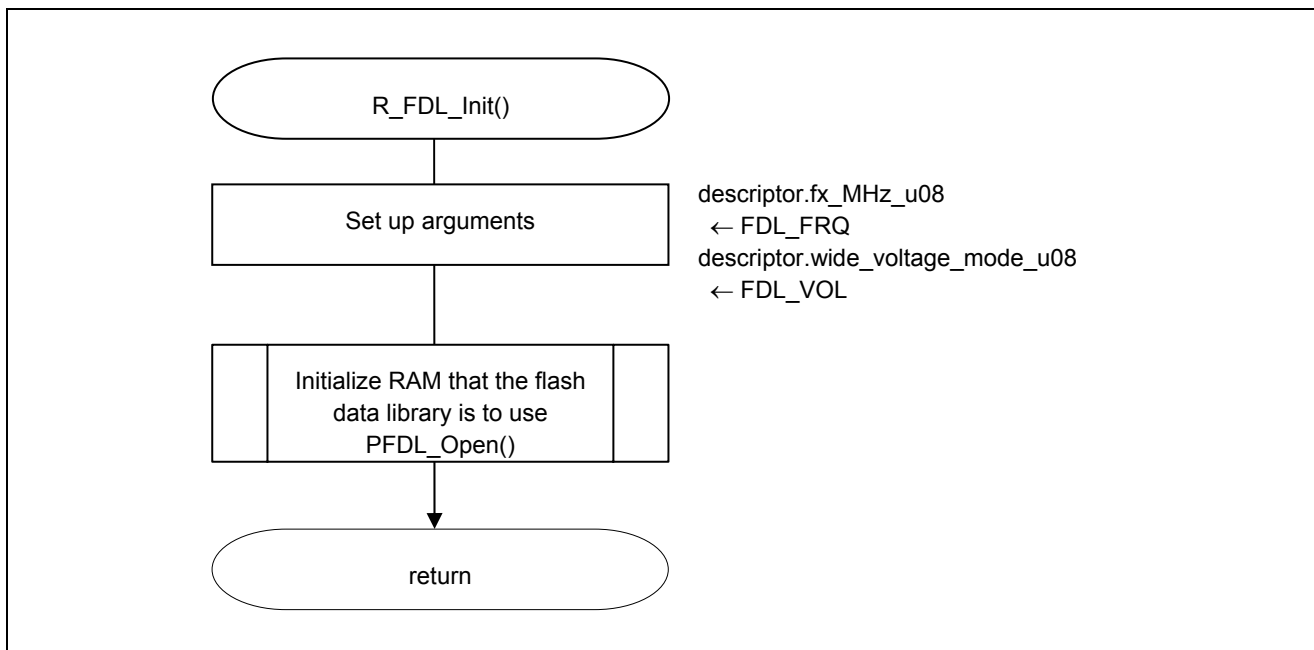 R_FDL_Init()
Set up arguments
descriptor.fx_MHz_u08
← FDL_FRQ
descriptor.wide_voltage_mode_u08
← FDL_VOL
Initialize RAM that the flash
data library is to use
PFDL_Open()
return